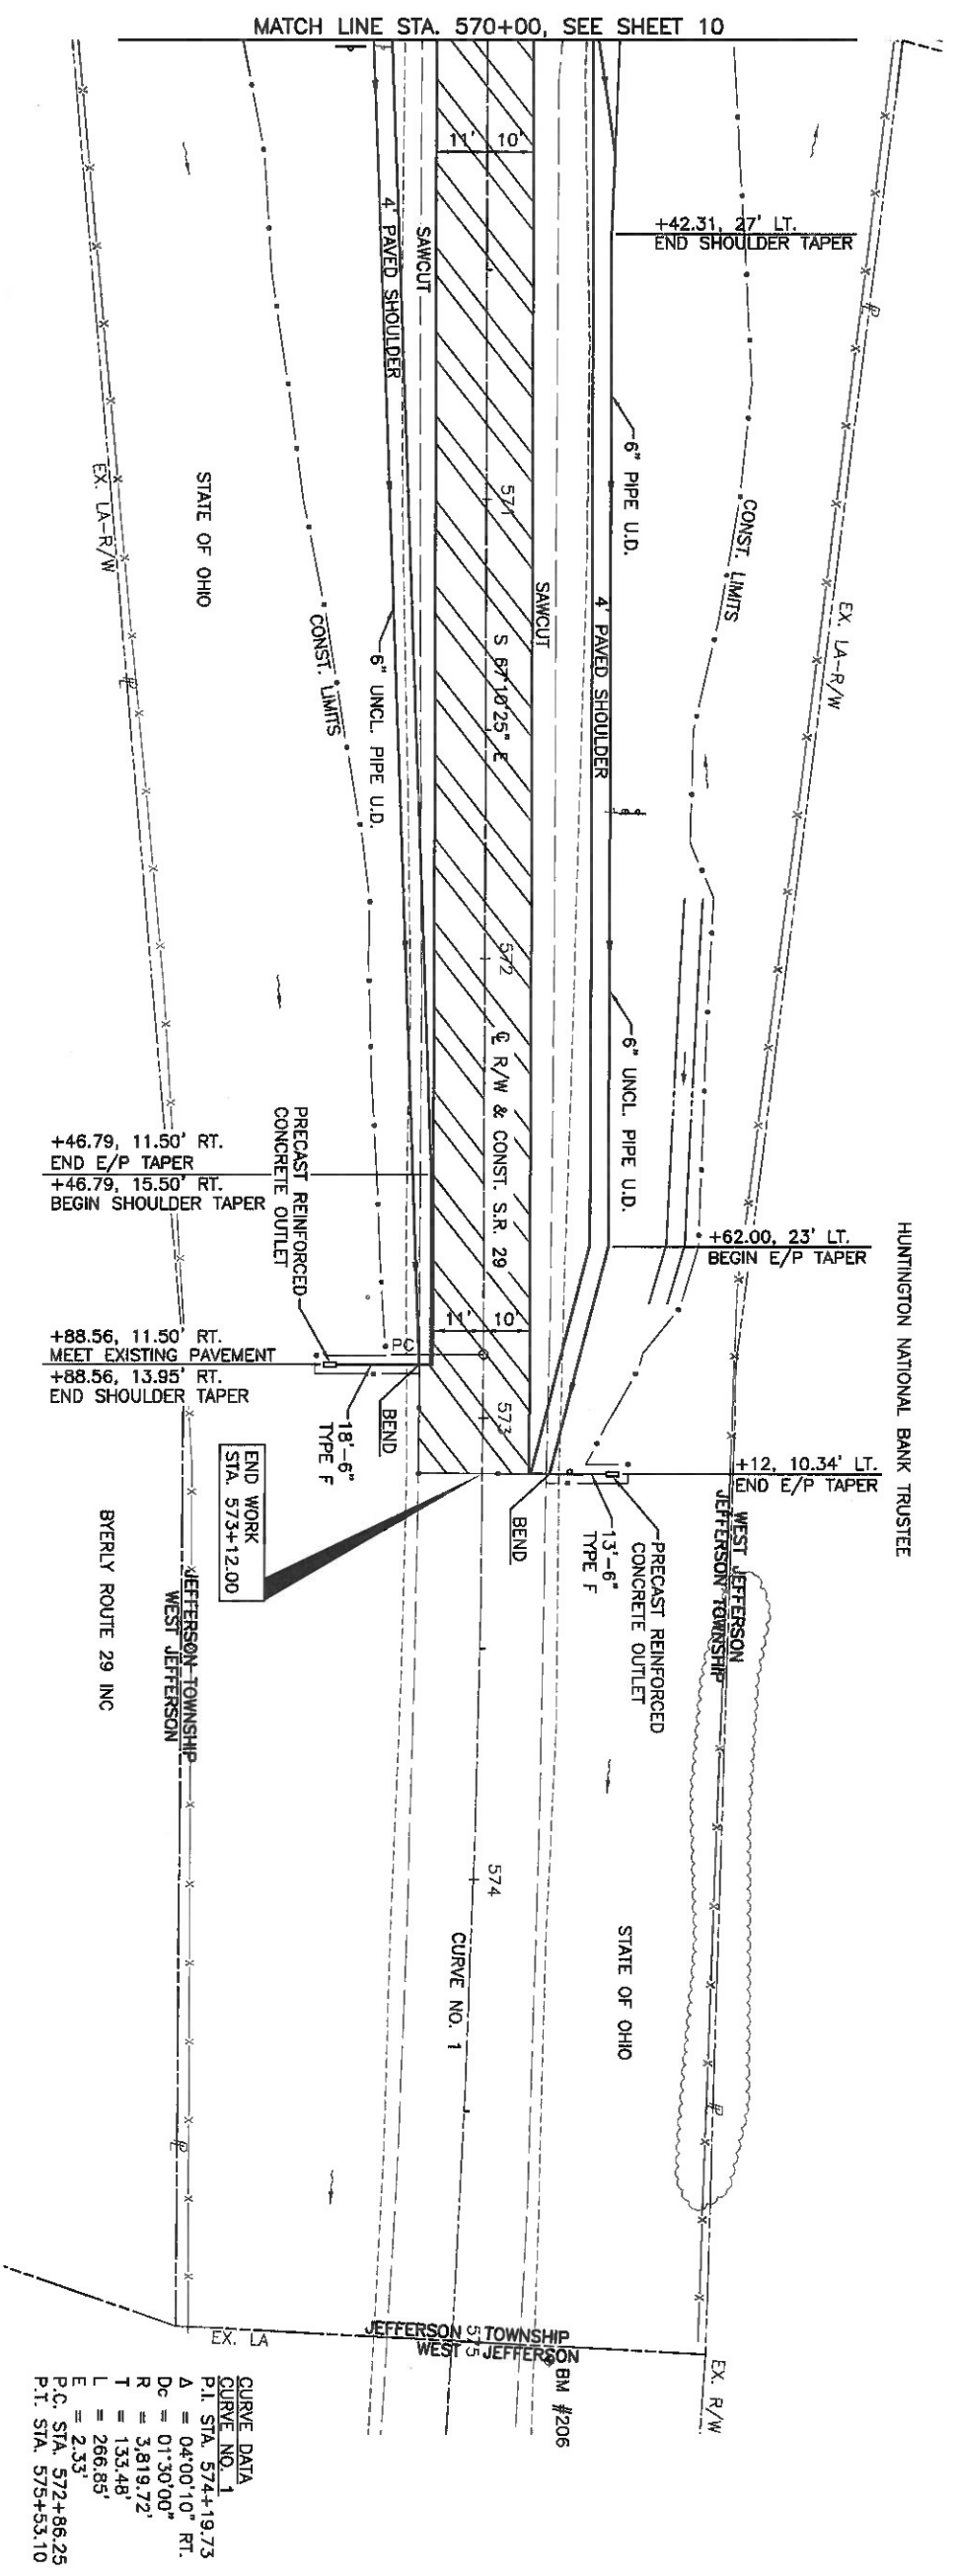 MATCH LINE STA. 570+00, SEE SHEET 10
11' 10'
+42.31, 27' LT.
END SHOULDER TAPER
4' PAVED SHOULDER
SAWCUT
6" PIPE U.D.
EX. LA-R/W
STATE OF OHIO
571
CONST. LIMITS
EX. LA-R/W
SAWCUT
4' PAVED SHOULDER
S 67°10'25" E
CONST. LIMITS
6" UNCL. PIPE U.D.
572
℄ R/W & CONST. S.R. 29
6" UNCL. PIPE U.D.
+46.79, 11.50' RT.
END E/P TAPER
+46.79, 15.50' RT.
BEGIN SHOULDER TAPER
PRECAST REINFORCED
CONCRETE OUTLET
+62.00, 23' LT.
BEGIN E/P TAPER
HUNTINGTON NATIONAL BANK TRUSTEE
11' 10'
PC
+88.56, 11.50' RT.
MEET EXISTING PAVEMENT
+88.56, 13.95' RT.
END SHOULDER TAPER
18'-6"
TYPE F
BEND
573
+12, 10.34' LT.
END E/P TAPER
END WORK
STA. 573+12.00
BEND
13'-6"
TYPE F
PRECAST REINFORCED
CONCRETE OUTLET
WEST JEFFERSON
JEFFERSON TOWNSHIP
JEFFERSON TOWNSHIP
WEST JEFFERSON
BYERLY ROUTE 29 INC
574
CURVE NO. 1
STATE OF OHIO
EX. LA
JEFFERSON TOWNSHIP
WEST JEFFERSON
575
BM #206
EX. R/W
CURVE DATA
CURVE NO. 1
P.I. STA. 574+19.73
Δ = 04°00'10" RT.
Dc = 01°30'00"
R = 3,819.72'
T = 133.48'
L = 266.85'
E = 2.33'
P.C. STA. 572+86.25
P.T. STA. 575+53.10